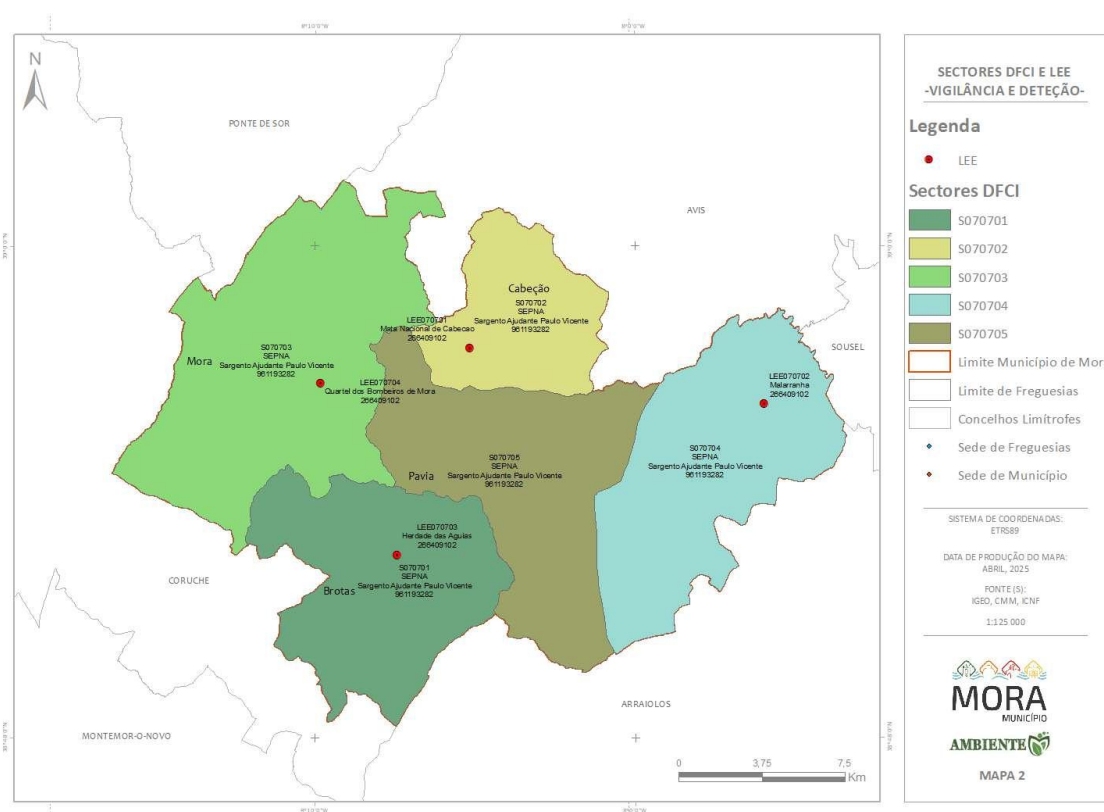 N
PONTE DE SOR
AVIS
SOUSEL
CORUCHE
MONTEMOR-O-NOVO
ARRAIOLOS
Cabeção
S070702
SEPNA
Sargento Ajudante Paulo Vicente
961193282
LEE070701
Mata Nacional de Cabecao
266409102
Mora
S070703
SEPNA
Sargento Ajudante Paulo Vicente
961193282
LEE070704
Quartel dos Bombeiros de Mora
266409102
LEE070702
Malarranha
266409102
S070704
SEPNA
Sargento Ajudante Paulo Vicente
961193282
Pavia
S070705
SEPNA
Sargento Ajudante Paulo Vicente
961193282
LEE070703
Herdade das Aguias
266409102
Brotas
S070701
SEPNA
Sargento Ajudante Paulo Vicente
961193282
0 3,75 7,5
Km
SECTORES DFCI E LEE
-VIGILÂNCIA E DETEÇÃO-
Legenda
LEE
Sectores DFCI
S070701
S070702
S070703
S070704
S070705
Limite Município de Mor
Limite de Freguesias
Concelhos Limítrofes
Sede de Freguesias
Sede de Município
SISTEMA DE COORDENADAS:
ETRS89
DATA DE PRODUÇÃO DO MAPA:
ABRIL, 2025
FONTE (S):
IGEO, CMM, ICNF
1:125 000
MORA
MUNICÍPIO
AMBIENTE
MAPA 2